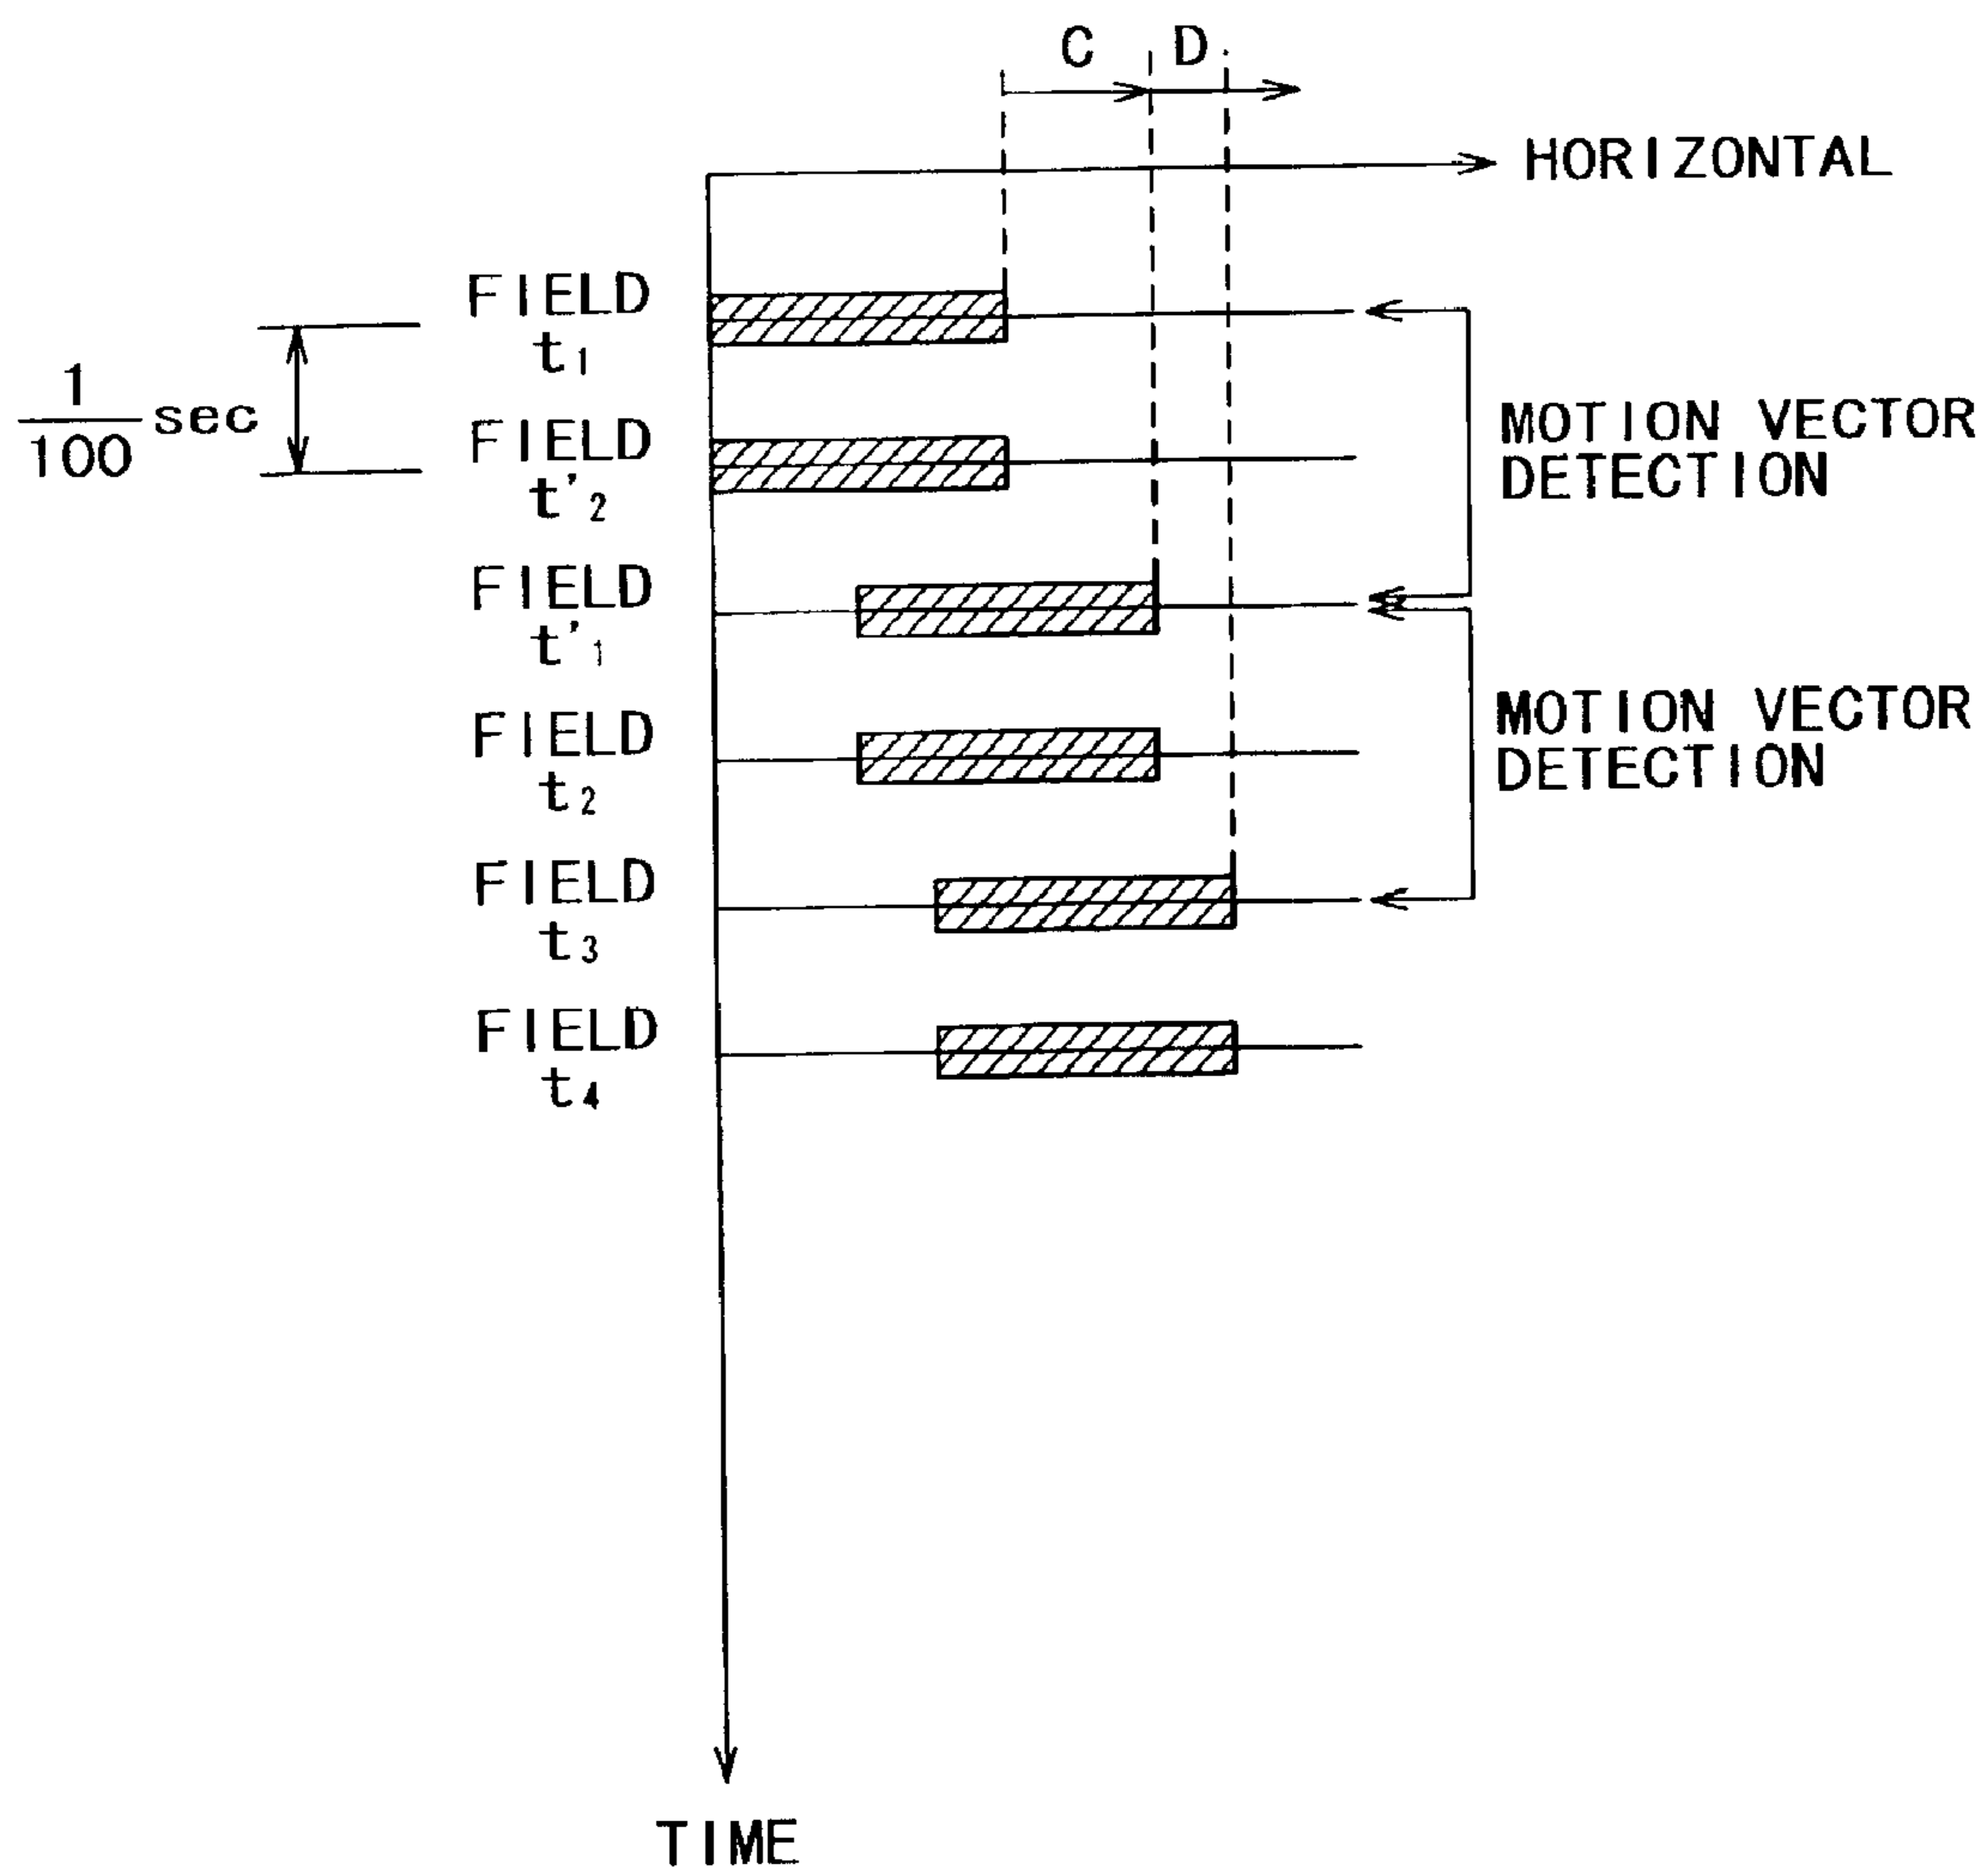 C D
HORIZONTAL
FIELD
t1
1
100 sec
FIELD
t'2
MOTION VECTOR
DETECTION
FIELD
t'1
FIELD
t2
MOTION VECTOR
DETECTION
FIELD
t3
FIELD
t4
TIME